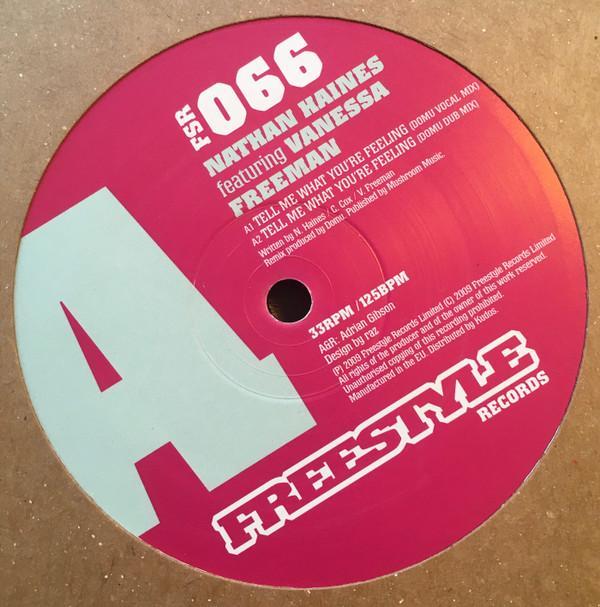 FSR 066
NATHAN HAINES
featuring VANESSA
FREEMAN
A1 TELL ME WHAT YOU'RE FEELING (DOMU VOCAL MIX)
A2 TELL ME WHAT YOU'RE FEELING (DOMU DUB MIX)
Written by N. Haines / G. Cox / V. Freeman
Remix produced by Domu. Published by Mushroom Music.
A
33RPM / 125BPM
A&R: Adrian Gibson
Design by raz
(P) 2009 Freestyle Records Limited (C) 2009 Freestyle Records Limited
All rights of the producer and of the owner of this work reserved.
Unauthorised copying of this recording prohibited.
Manufactured in the EU. Distributed by Kudos.
FREESTYLE
RECORDS